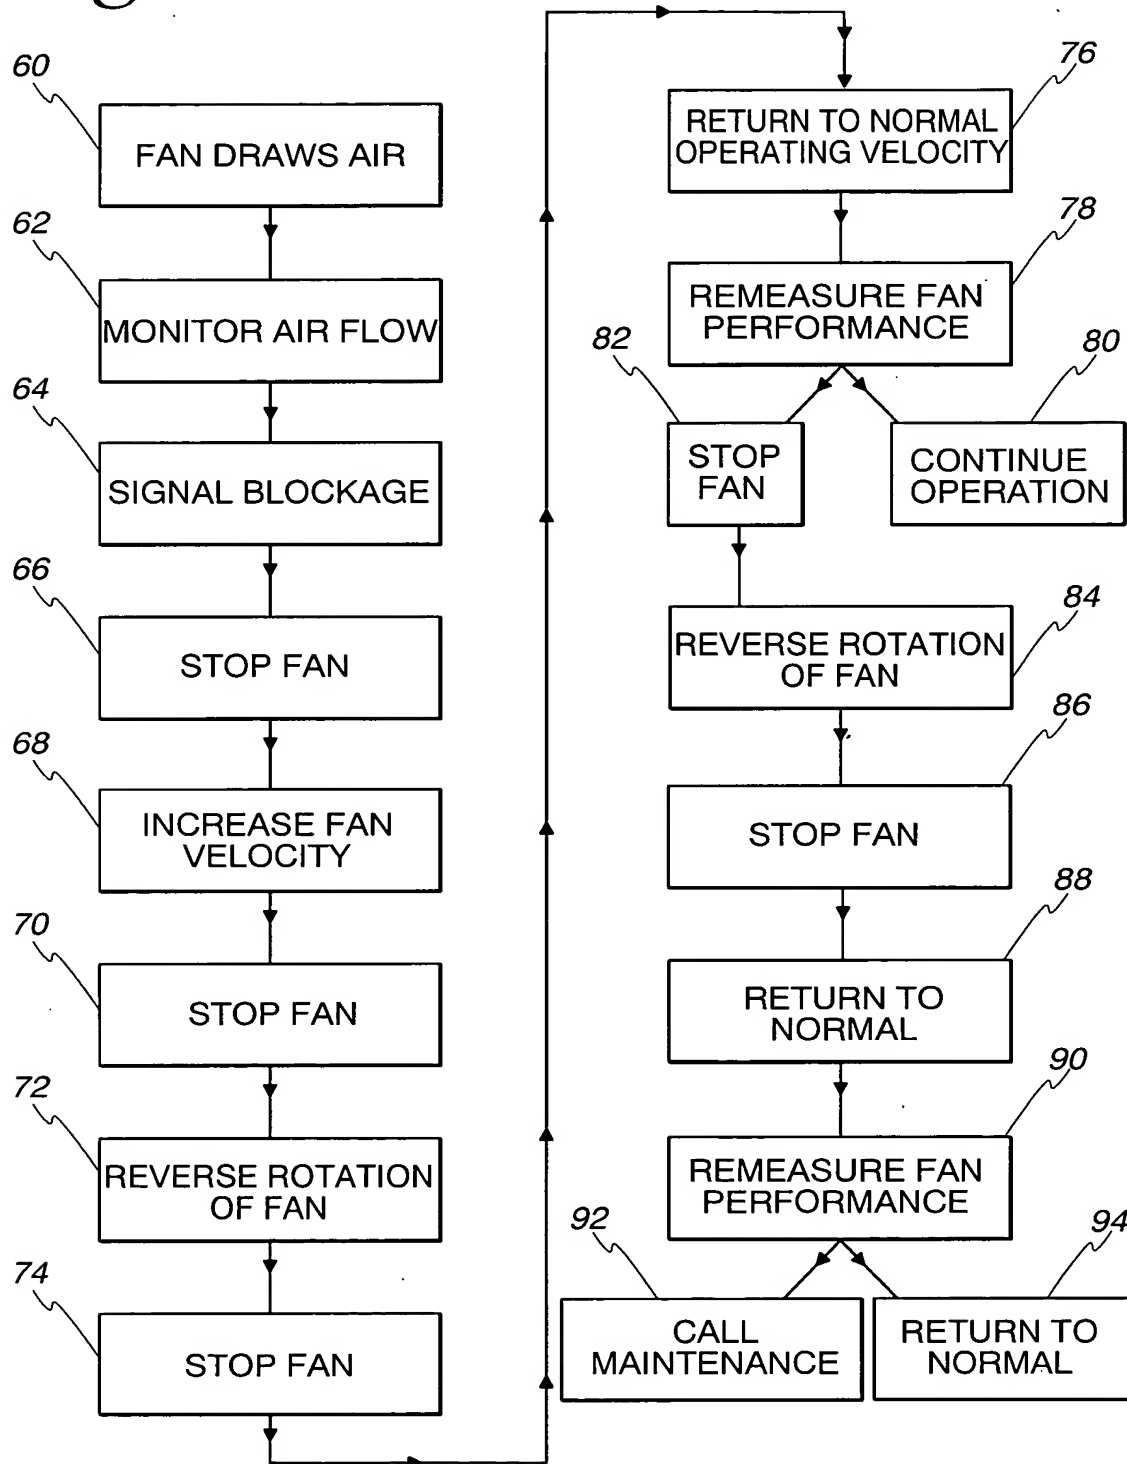 60
FAN DRAWS AIR
62
MONITOR AIR FLOW
64
SIGNAL BLOCKAGE
66
STOP FAN
68
INCREASE FAN
VELOCITY
70
STOP FAN
72
REVERSE ROTATION
OF FAN
74
STOP FAN
76
RETURN TO NORMAL
OPERATING VELOCITY
78
REMEASURE FAN
PERFORMANCE
82
STOP
FAN
80
CONTINUE
OPERATION
84
REVERSE ROTATION
OF FAN
86
STOP FAN
88
RETURN TO
NORMAL
90
REMEASURE FAN
PERFORMANCE
92
CALL
MAINTENANCE
94
RETURN TO
NORMAL